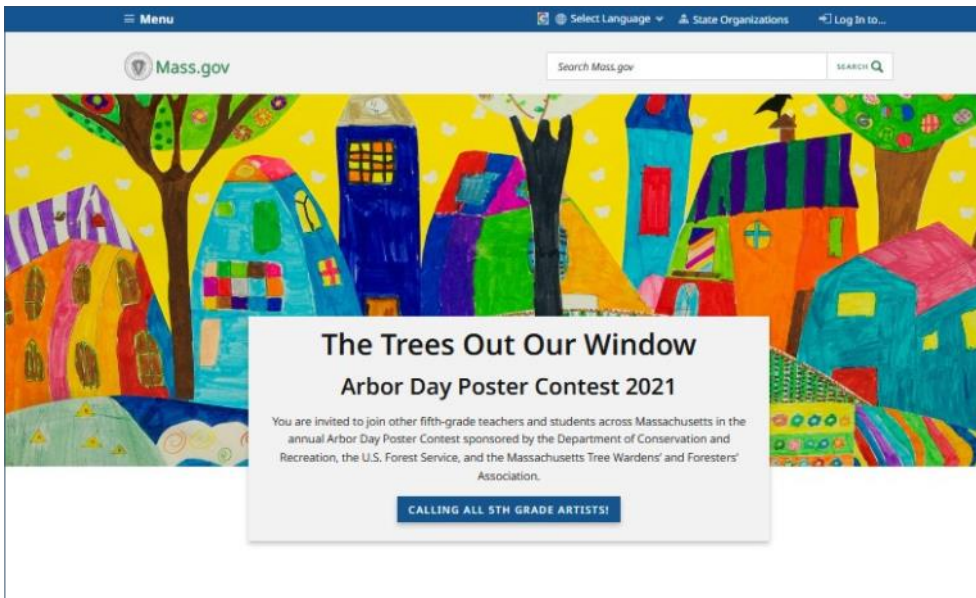 Menu
Select Language
State Organizations
Log In to...
Mass.gov
Search Mass.gov
SEARCH
The Trees Out Our Window
Arbor Day Poster Contest 2021
You are invited to join other fifth-grade teachers and students across Massachusetts in the
annual Arbor Day Poster Contest sponsored by the Department of Conservation and
Recreation, the U.S. Forest Service, and the Massachusetts Tree Wardens' and Foresters'
Association.
CALLING ALL 5TH GRADE ARTISTS!